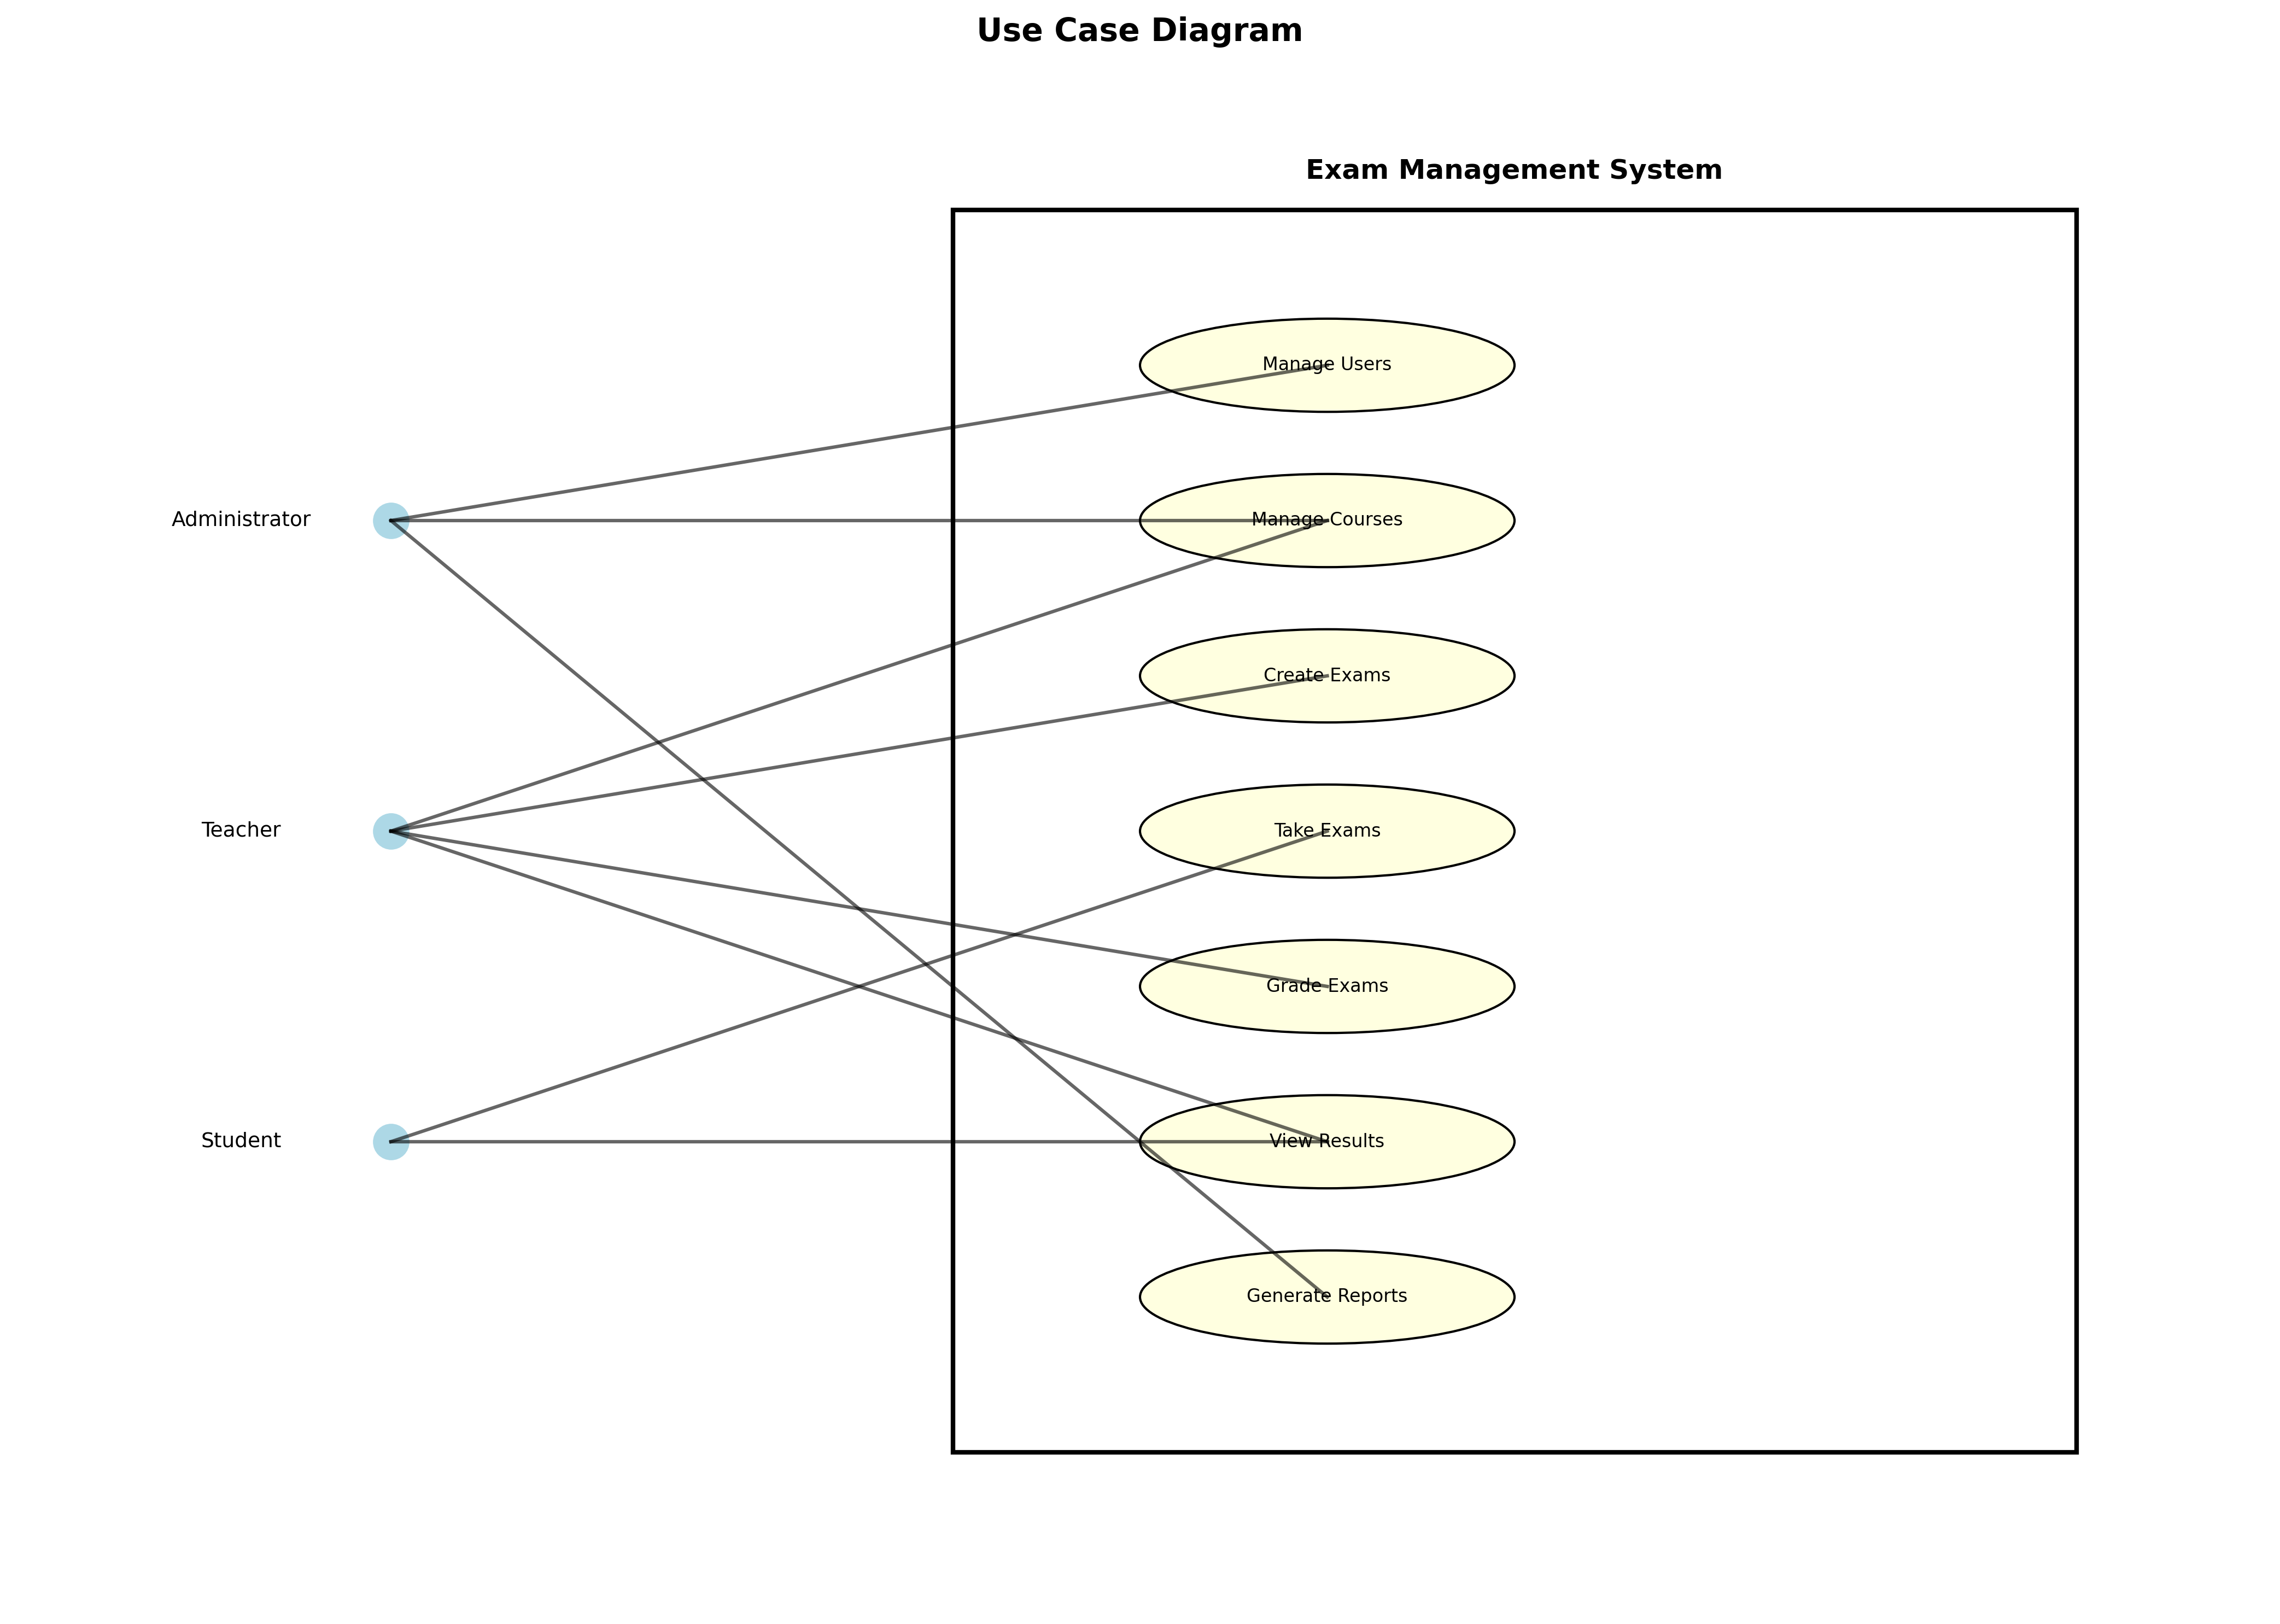 Use Case Diagram
Exam Management System
Manage Users
Administrator
Manage Courses
Create Exams
Teacher
Take Exams
Grade Exams
Student
View Results
Generate Reports